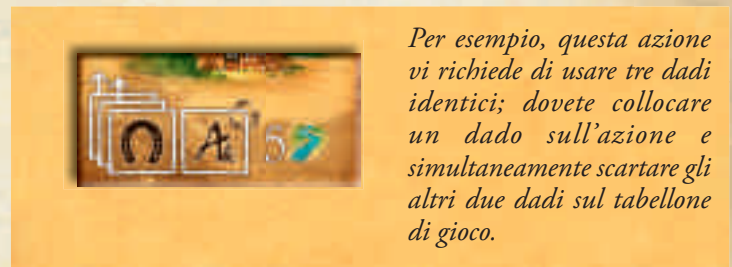 A 5
Per esempio, questa azione
vi richiede di usare tre dadi
identici; dovete collocare
un dado sull'azione e
simultaneamente scartare gli
altri due dadi sul tabellone
di gioco.